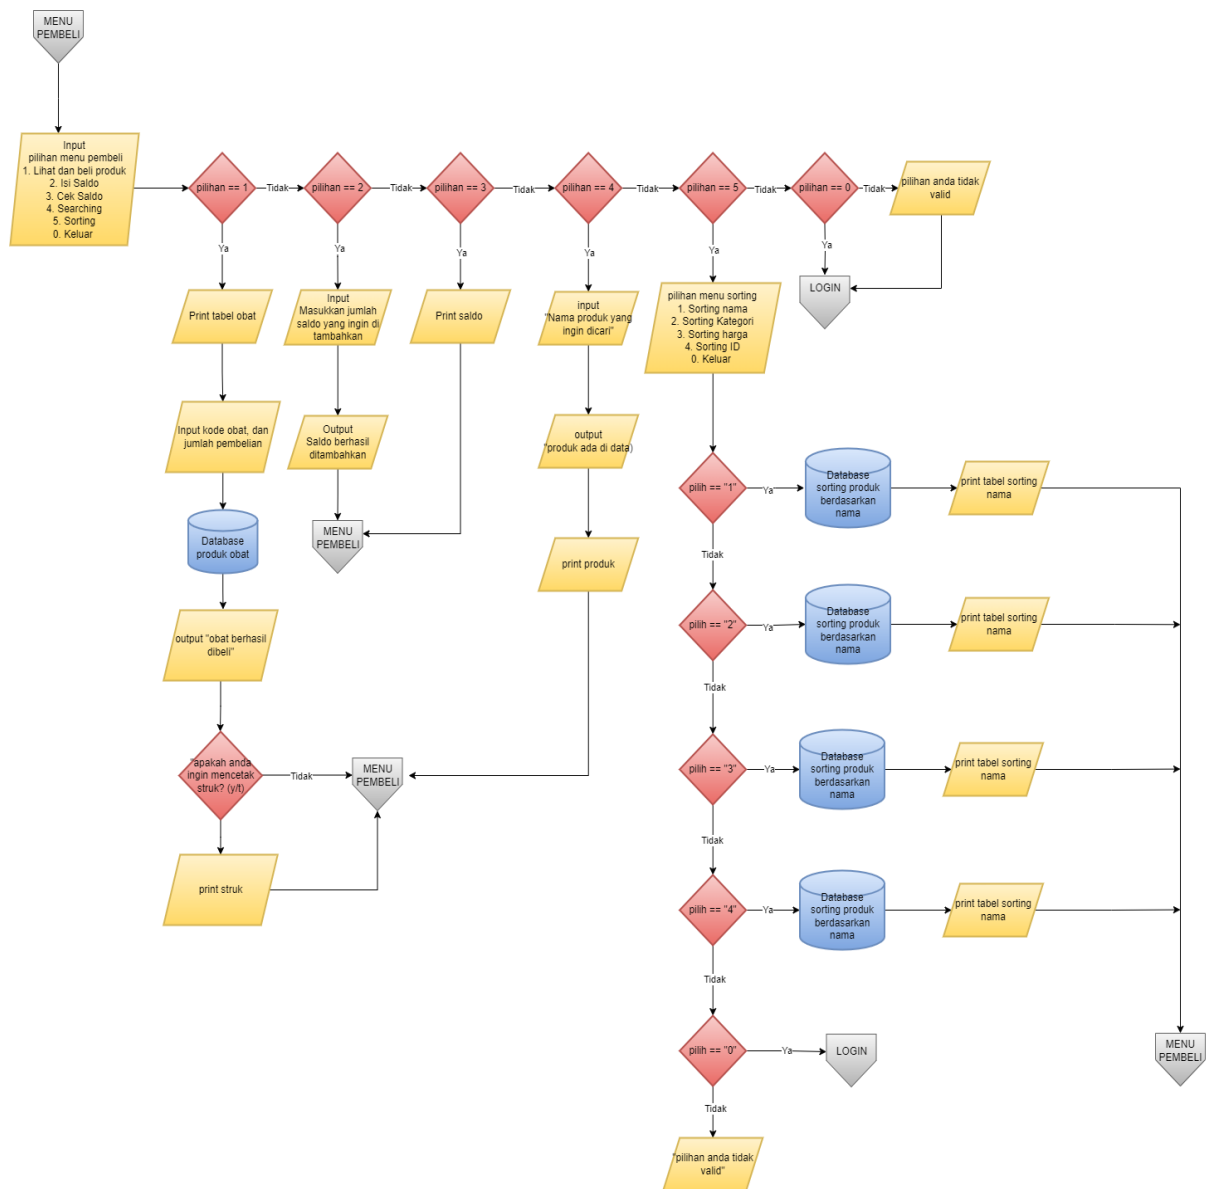 MENU
PEMBELI
Input
pilihan menu pembeli
1. Lihat dan beli produk
2. Isi Saldo
3. Cek Saldo
4. Searching
5. Sorting
0. Keluar
pilihan == 1
Tidak
pilihan == 2
Tidak
pilihan == 3
Tidak
pilihan == 4
Tidak
pilihan == 5
Tidak
pilihan == 0
Tidak
pilihan anda tidak
valid
Ya
Ya
Ya
Ya
Ya
Ya
LOGIN
Print tabel obat
Input
Masukkan jumlah
saldo yang ingin di
tambahkan
Print saldo
input
"Nama produk yang
ingin dicari"
pilihan menu sorting
1. Sorting nama
2. Sorting Kategori
3. Sorting harga
4. Sorting ID
0. Keluar
Input kode obat, dan
jumlah pembelian
Output
Saldo berhasil
ditambahkan
output
"produk ada di data)
Database
produk obat
MENU
PEMBELI
print produk
output "obat berhasil
dibeli"
"apakah anda
ingin mencetak
struk? (y/t)
Tidak
MENU
PEMBELI
print struk
pilih == "1"
Ya
Database
sorting produk
berdasarkan
nama
print tabel sorting
nama
Tidak
pilih == "2"
Ya
Database
sorting produk
berdasarkan
nama
print tabel sorting
nama
Tidak
pilih == "3"
Ya
Database
sorting produk
berdasarkan
nama
print tabel sorting
nama
Tidak
pilih == "4"
Ya
Database
sorting produk
berdasarkan
nama
print tabel sorting
nama
Tidak
pilih == "0"
Ya
LOGIN
MENU
PEMBELI
Tidak
"pilihan anda tidak
valid"